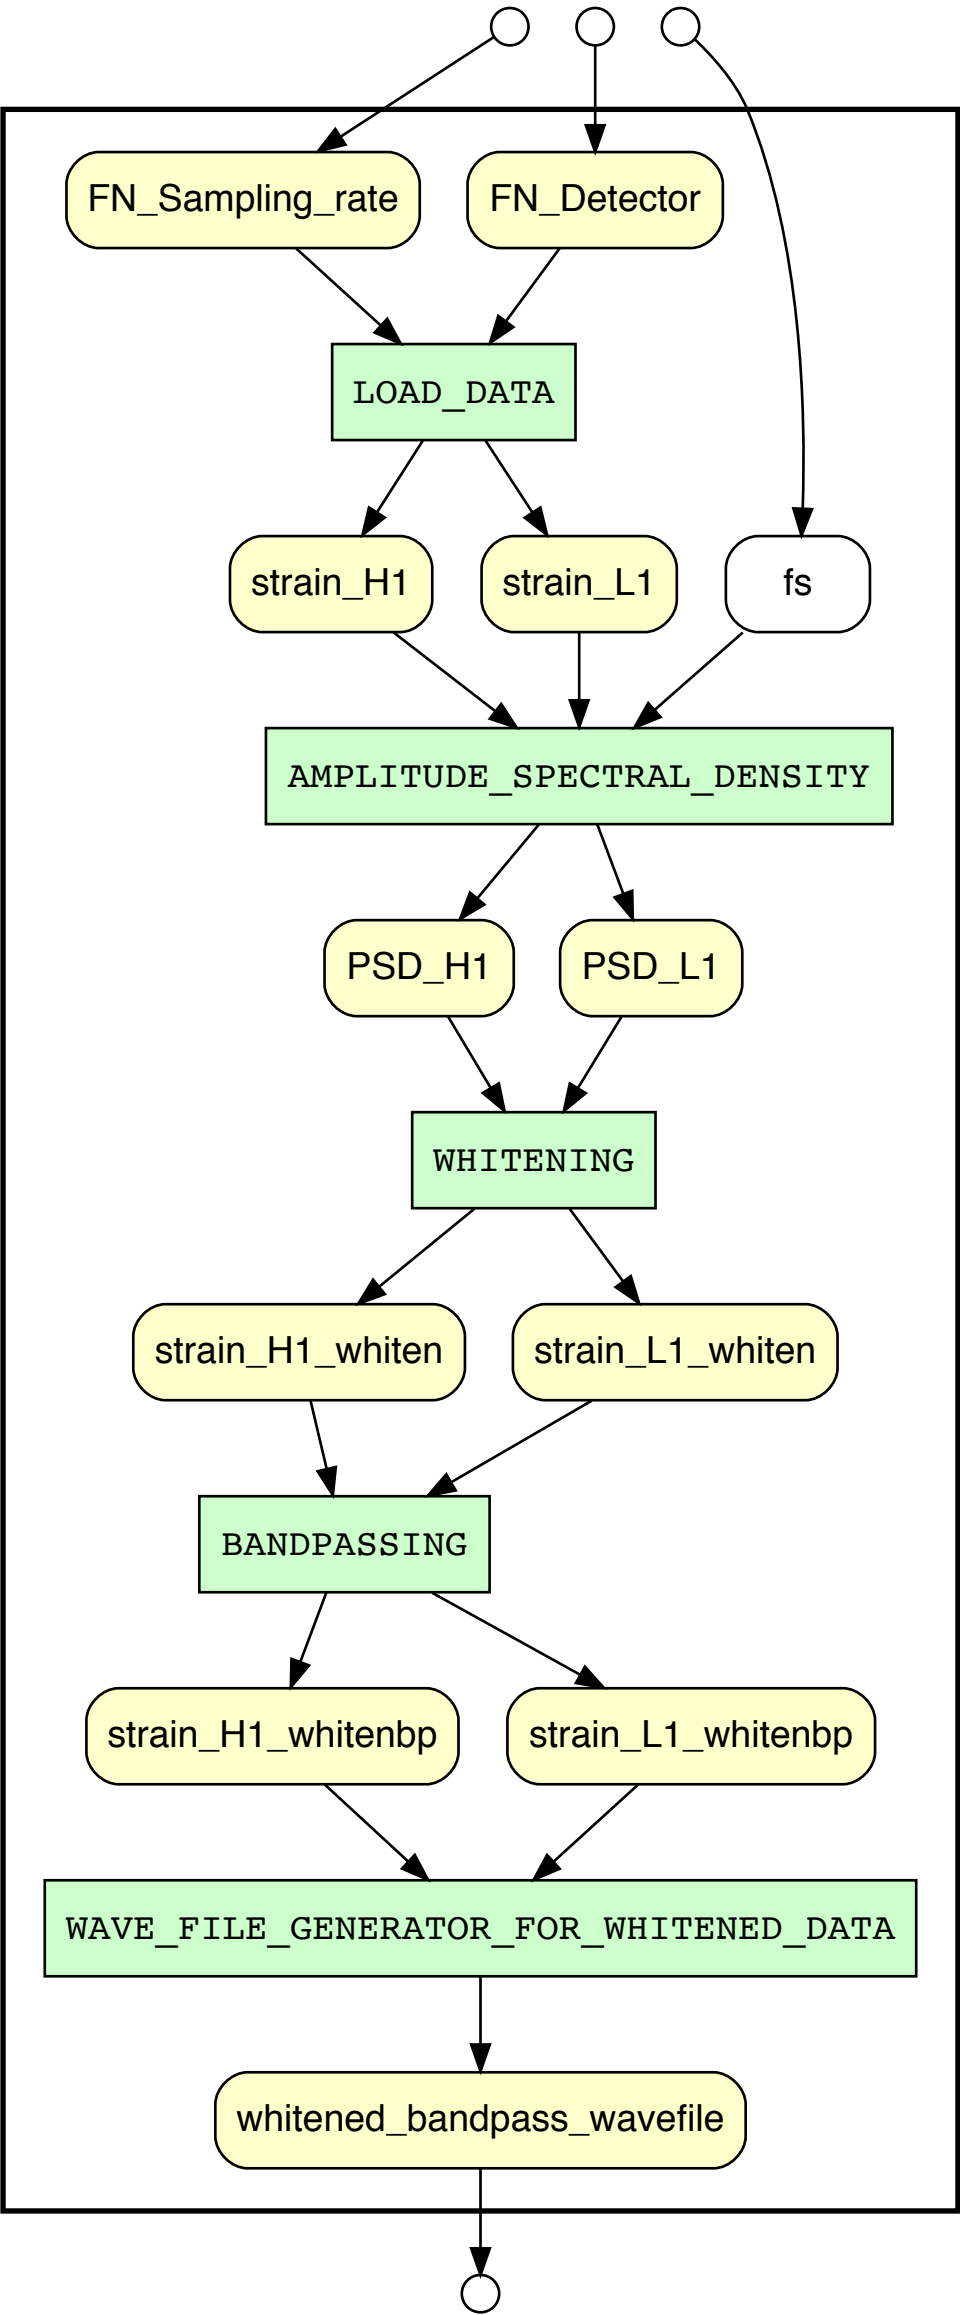 FN_Sampling_rate
FN_Detector
LOAD_DATA
strain_H1
strain_L1
fs
AMPLITUDE_SPECTRAL_DENSITY
PSD_H1
PSD_L1
WHITENING
strain_H1_whiten
strain_L1_whiten
BANDPASSING
strain_H1_whitenbp
strain_L1_whitenbp
WAVE_FILE_GENERATOR_FOR_WHITENED_DATA
whitened_bandpass_wavefile